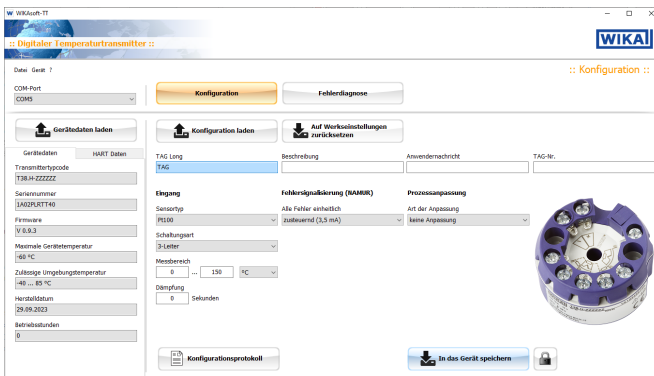 WIKAsoft-TT
:: Digitaler Temperaturtransmitter ::
WIKA
Datei Gerät ?
:: Konfiguration ::
COM-Port
COM5
Konfiguration
Fehlerdiagnose
Gerätedaten laden
Konfiguration laden
Auf Werkseinstellungen
zurücksetzen
Gerätedaten
HART Daten
TAG Long
Beschreibung
Anwendernachricht
TAG-Nr.
TAG
Transmittertypcode
T38.H-ZZZZZZ
Seriennummer
1A02PLRTT40
Firmware
V 0.9.3
Maximale Gerätetemperatur
-60 °C
Zulässige Umgebungstemperatur
-40 ... 85 °C
Herstelldatum
29.09.2023
Betriebsstunden
0
Eingang
Fehlersignalisierung (NAMUR)
Prozessanpassung
Sensortyp
Alle Fehler einheitlich
Art der Anpassung
Pt100
zusteuernd (3,5 mA)
keine Anpassung
Schaltungsart
3-Leiter
Messbereich
0 ... 150 °C
Dämpfung
0 Sekunden
Konfigurationsprotokoll
In das Gerät speichern